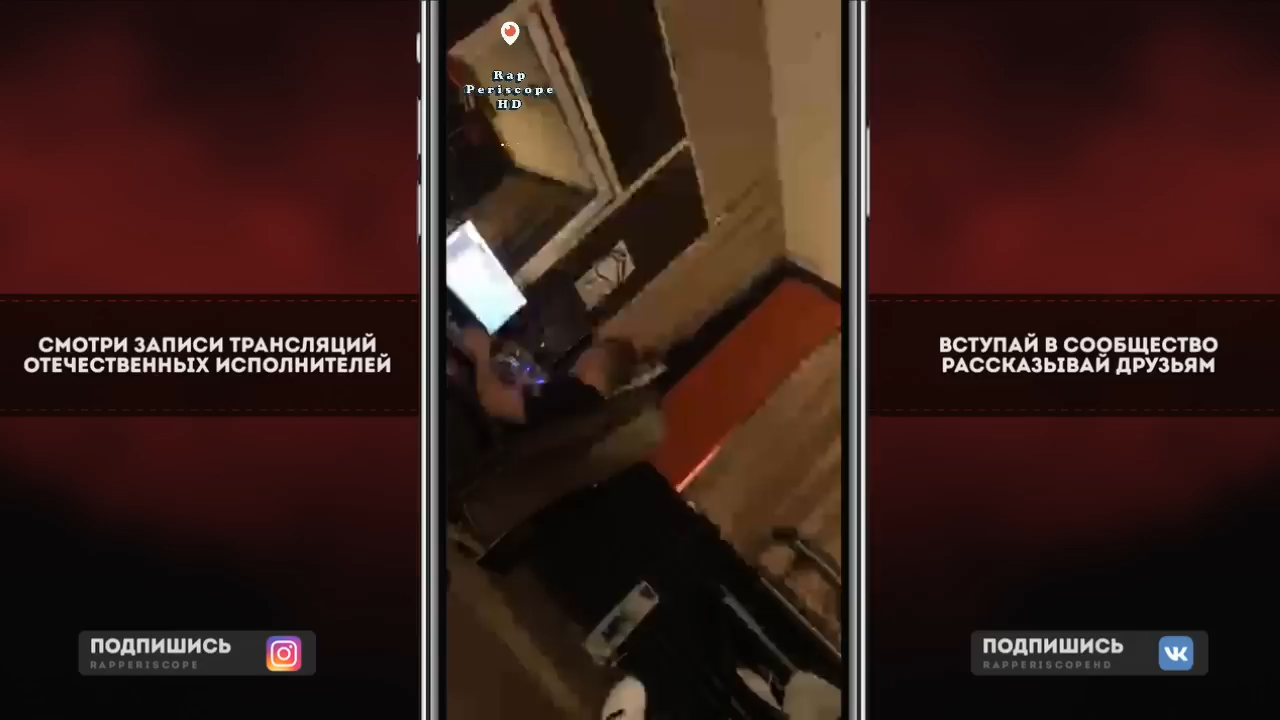 Rap
Periscope
HD
СМОТРИ ЗАПИСИ ТРАНСЛЯЦИЙ
ОТЕЧЕСТВЕННЫХ ИСПОЛНИТЕЛЕЙ
ВСТУПАЙ В СООБЩЕСТВО
РАССКАЗЫВАЙ ДРУЗЬЯМ
ПОДПИШИСЬ
RAPPERISCOPE
ПОДПИШИСЬ
RAPPERISCOPEHD